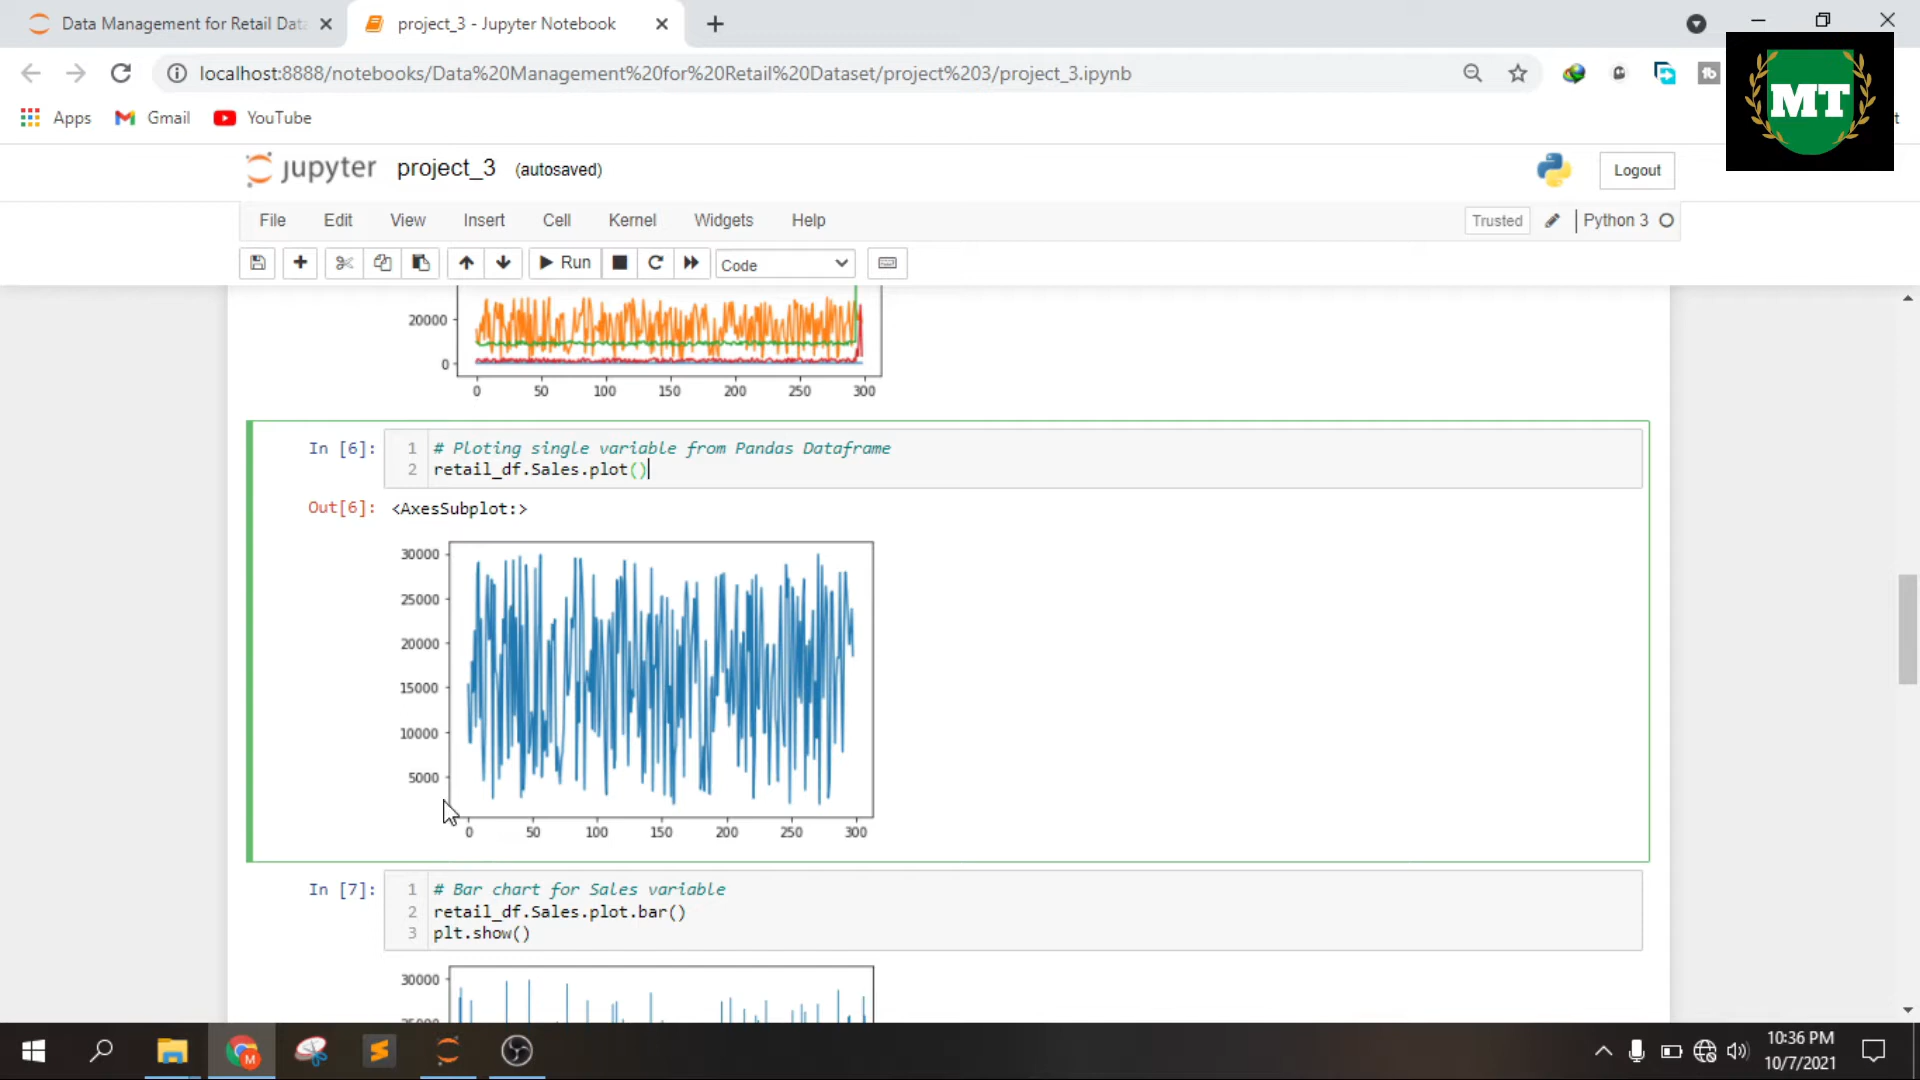 Data Management for Retail Dat
project_3 - Jupyter Notebook
localhost:8888/notebooks/Data%20Management%20for%20Retail%20Dataset/project%203/project_3.ipynb
Apps
Gmail
YouTube
MT
jupyter
project_3
(autosaved)
Logout
File
Edit
View
Insert
Cell
Kernel
Widgets
Help
Trusted
Python 3
Run
Code
20000
0
0 50 100 150 200 250 300
In [6]:
1 # Ploting single variable from Pandas Dataframe
2 retail_df.Sales.plot()
Out[6]: <AxesSubplot:>
30000
25000
20000
15000
10000
5000
0 50 100 150 200 250 300
In [7]:
1 # Bar chart for Sales variable
2 retail_df.Sales.plot.bar()
3 plt.show()
30000
10:36 PM
10/7/2021